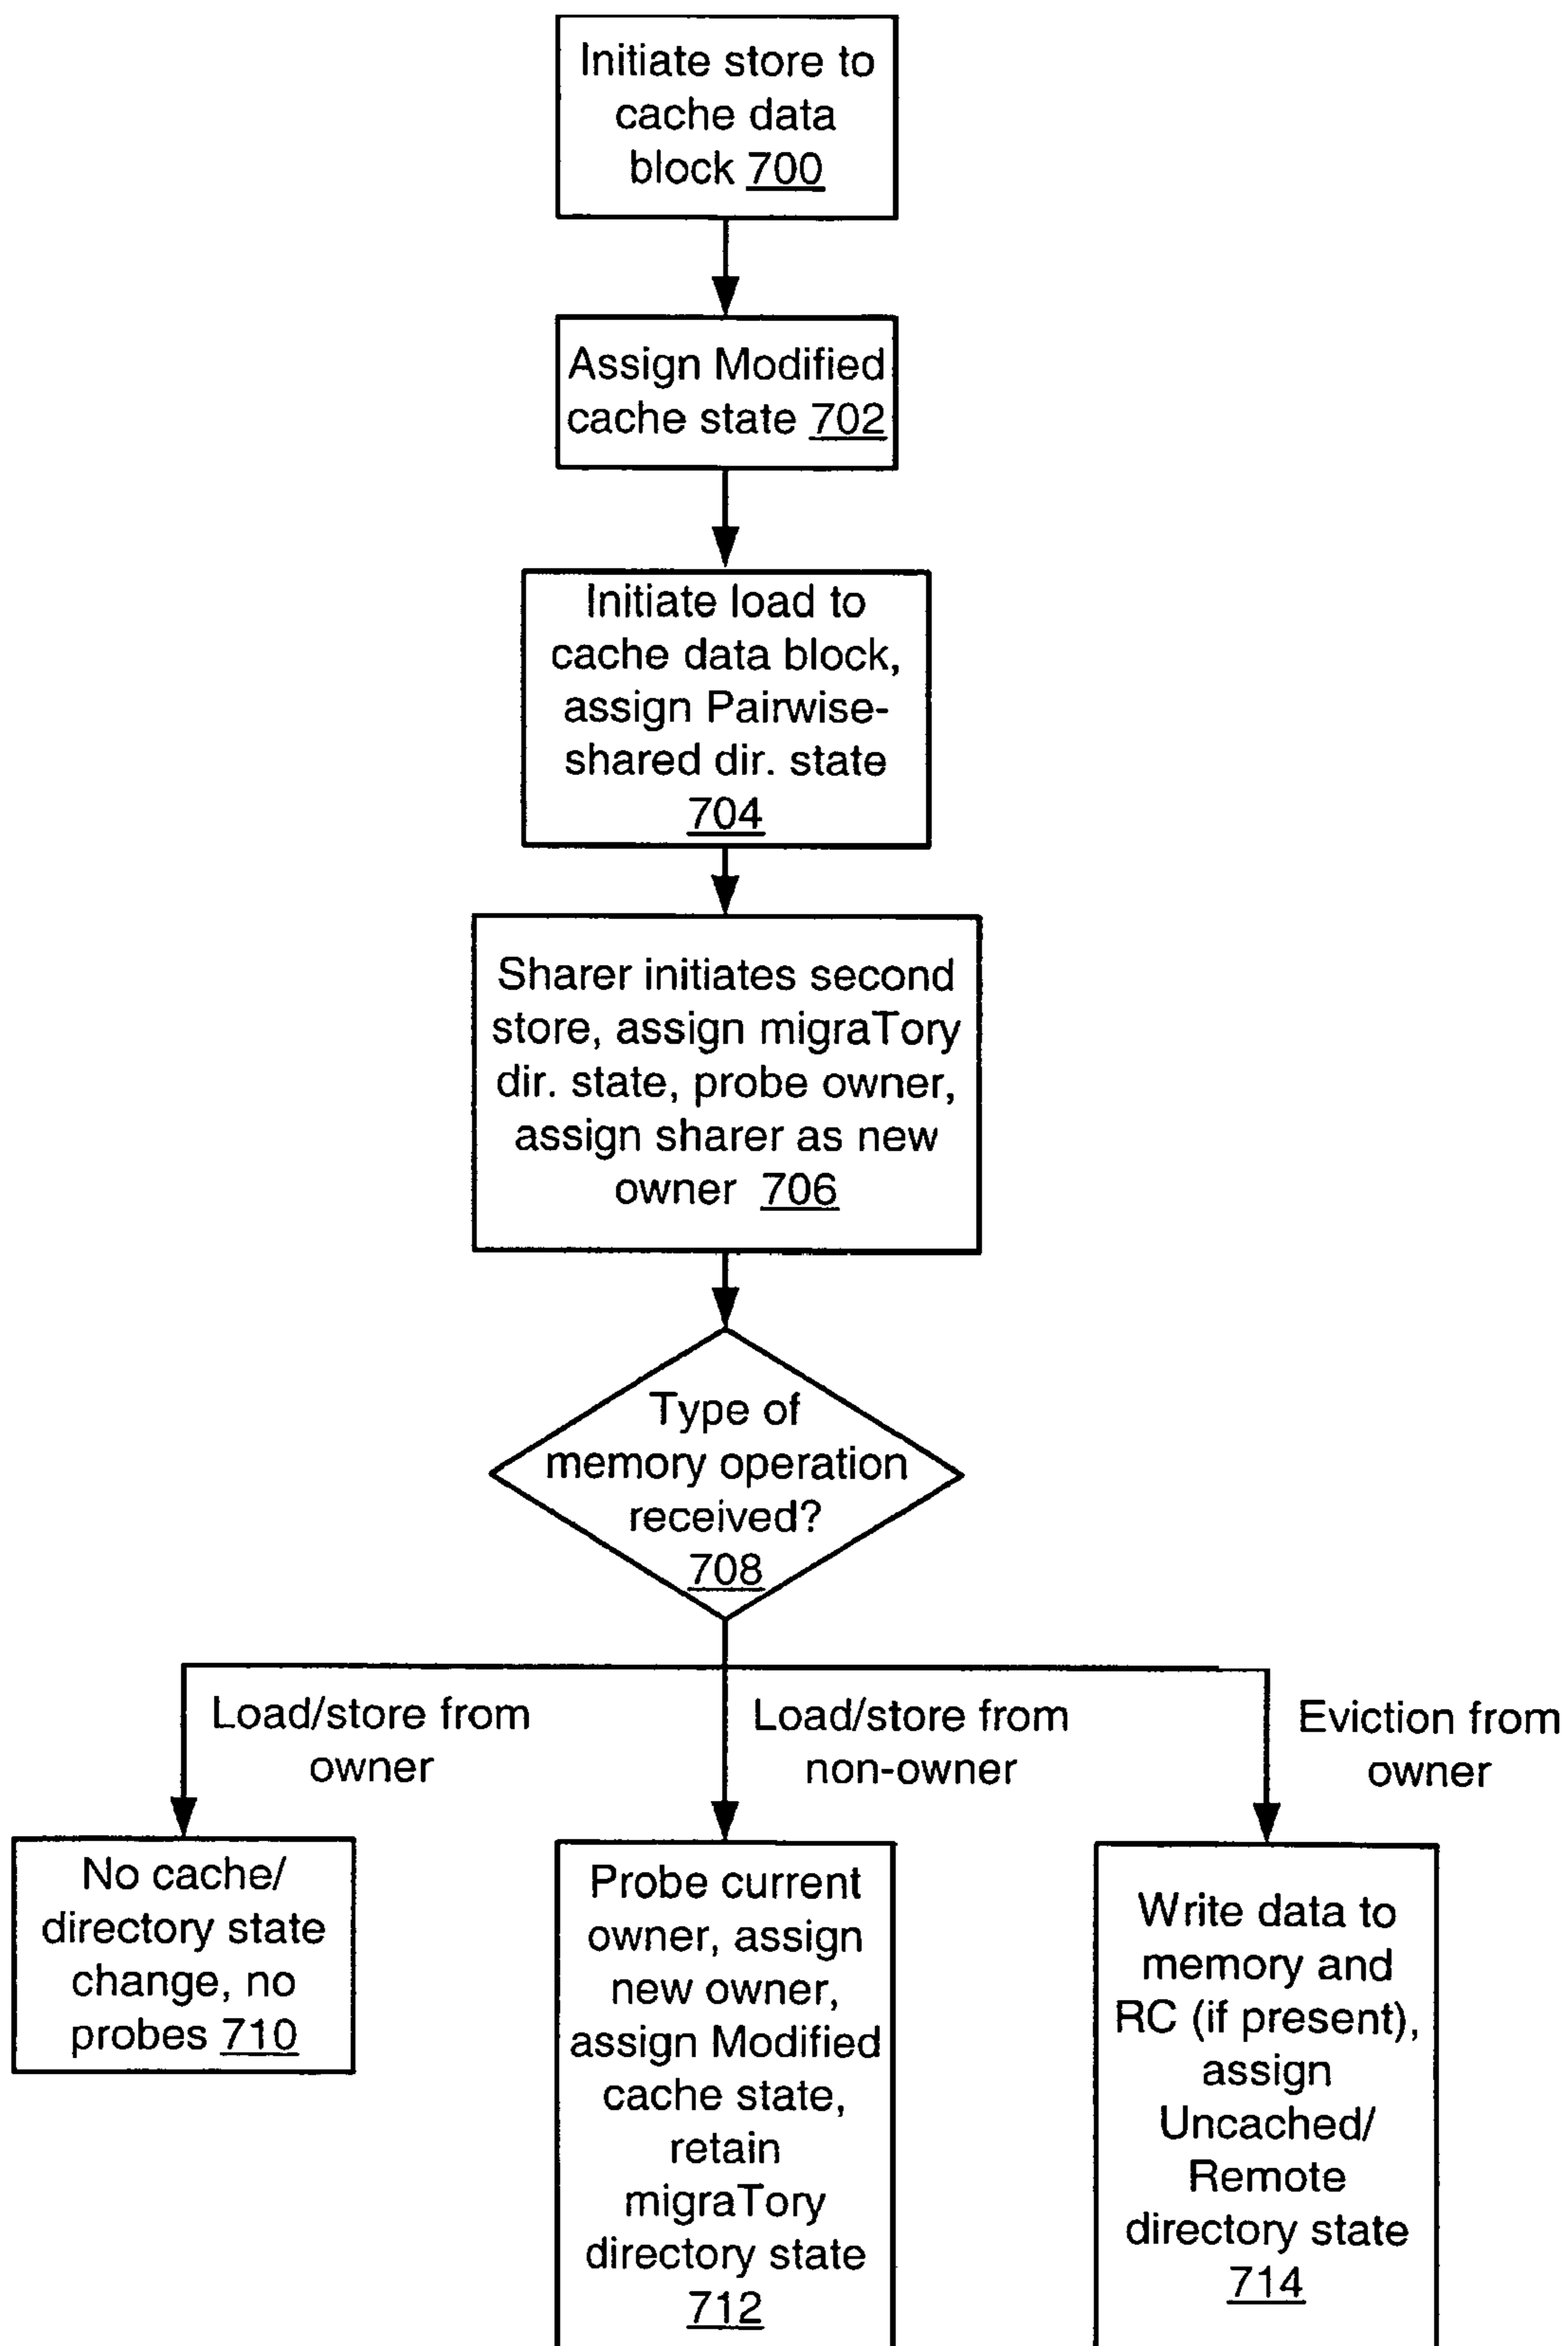 Initiate store to
cache data
block 700
Assign Modified
cache state 702
Initiate load to
cache data block,
assign Pairwise-
shared dir. state
704
Sharer initiates second
store, assign migraTory
dir. state, probe owner,
assign sharer as new
owner 706
Type of
memory operation
received?
708
Load/store from
owner
Load/store from
non-owner
Eviction from
owner
No cache/
directory state
change, no
probes 710
Probe current
owner, assign
new owner,
assign Modified
cache state,
retain
migraTory
directory state
712
Write data to
memory and
RC (if present),
assign
Uncached/
Remote
directory state
714